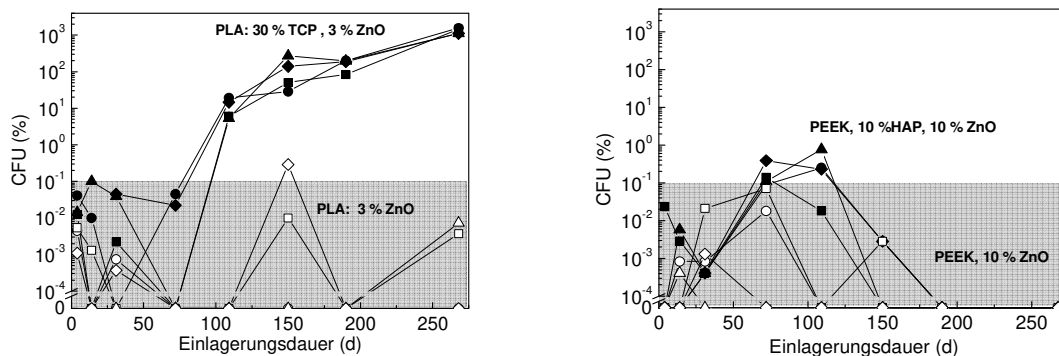 PLA: 30 % TCP , 3 % ZnO
CFU (%)
10³
10²
10¹
10⁰
10⁻¹
10⁻²
10⁻³
10⁻⁴
0
PLA: 3 % ZnO
0 50 100 150 200 250
Einlagerungsdauer (d)
PEEK, 10 %HAP, 10 % ZnO
CFU (%)
10³
10²
10¹
10⁰
10⁻¹
10⁻²
10⁻³
10⁻⁴
0
PEEK, 10 % ZnO
0 50 100 150 200 250
Einlagerungsdauer (d)